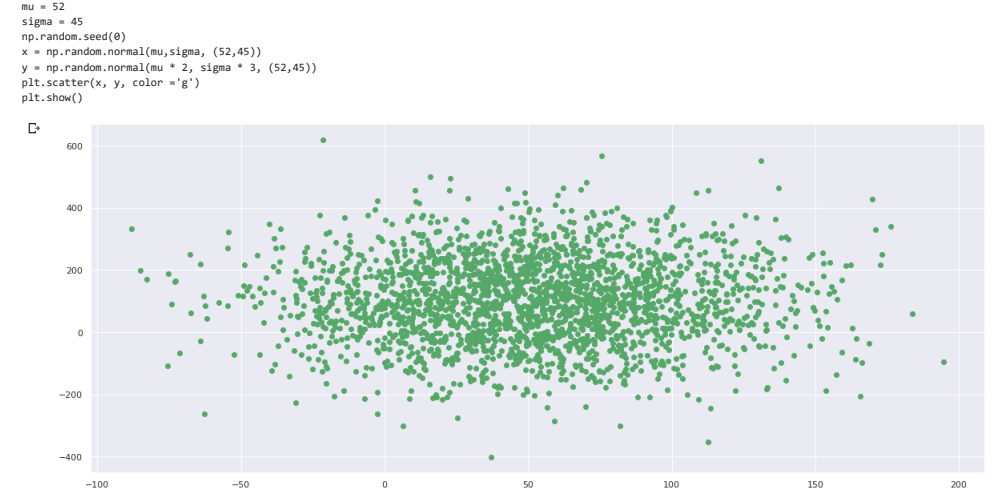 mu = 52
sigma = 45
np.random.seed(0)
x = np.random.normal(mu,sigma, (52,45))
y = np.random.normal(mu * 2, sigma * 3, (52,45))
plt.scatter(x, y, color ='g')
plt.show()
600
400
200
0
−200
−400
−100 −50 0 50 100 150 200